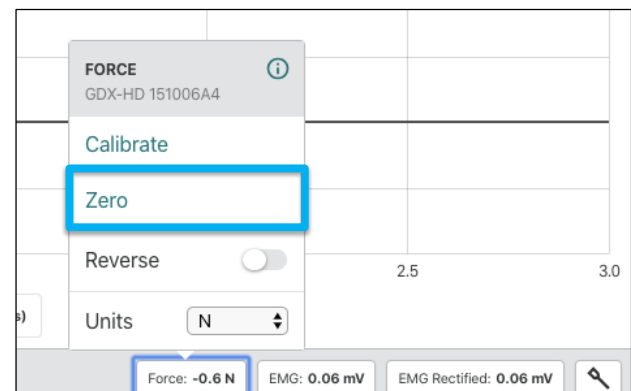 FORCE
GDX-HD 151006A4
Calibrate
Zero
Reverse
2.5
3.0
s)
Units
N
Force: -0.6 N
EMG: 0.06 mV
EMG Rectified: 0.06 mV